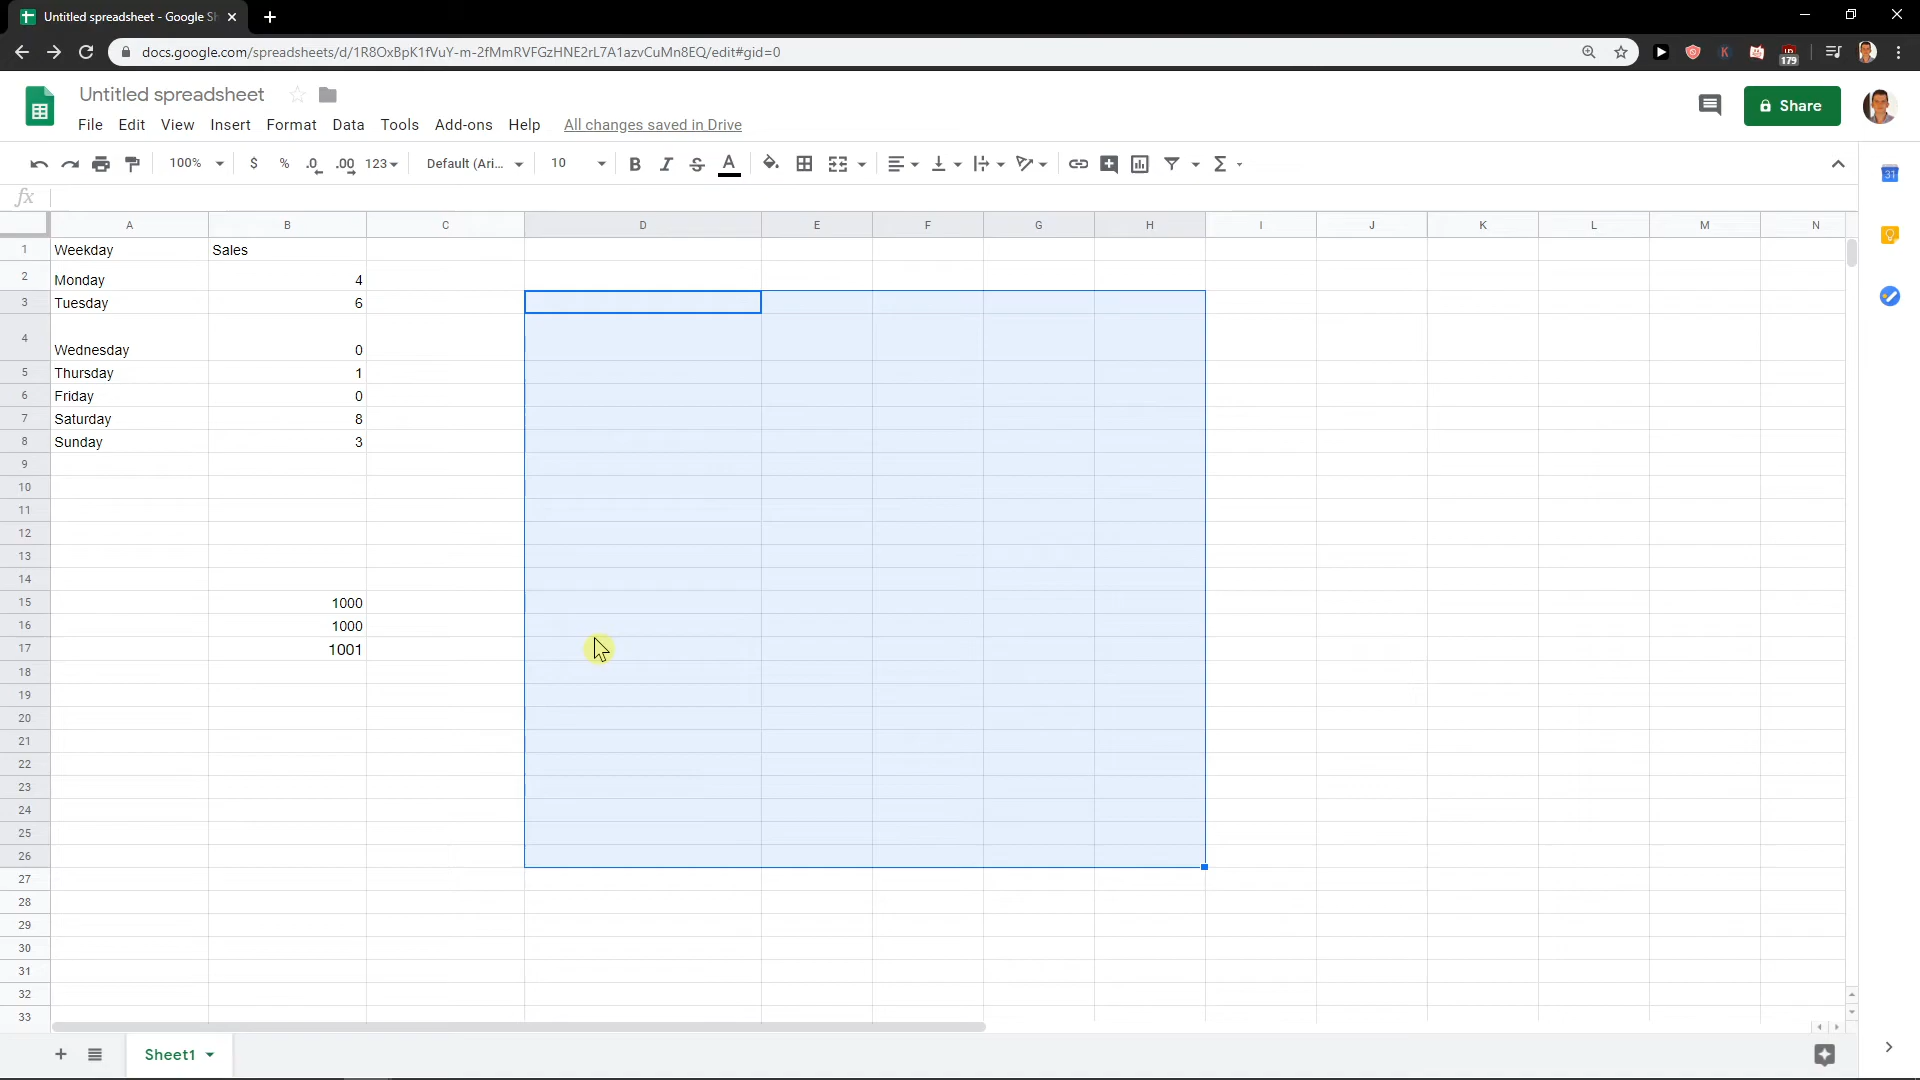 Untitled spreadsheet - Google Sh
docs.google.com/spreadsheets/d/1R8OxBpK1fVuY-m-2fMmRVFGzHNE2rL7A1azvCuMn8EQ/edit#gid=0
K
179
Untitled spreadsheet
File Edit View Insert Format Data Tools Add-ons Help All changes saved in Drive
Share
100% $ % .0 .00 123 Default (Ari... 10 B I S A Σ
31
fx
A B C D E F G H I J K L M N
1 Weekday Sales
2 Monday 4
3 Tuesday 6
4 Wednesday 0
5 Thursday 1
6 Friday 0
7 Saturday 8
8 Sunday 3
9
10
11
12
13
14
15 1000
16 1000
17 1001
18
19
20
21
22
23
24
25
26
27
28
29
30
31
32
33
Sheet1